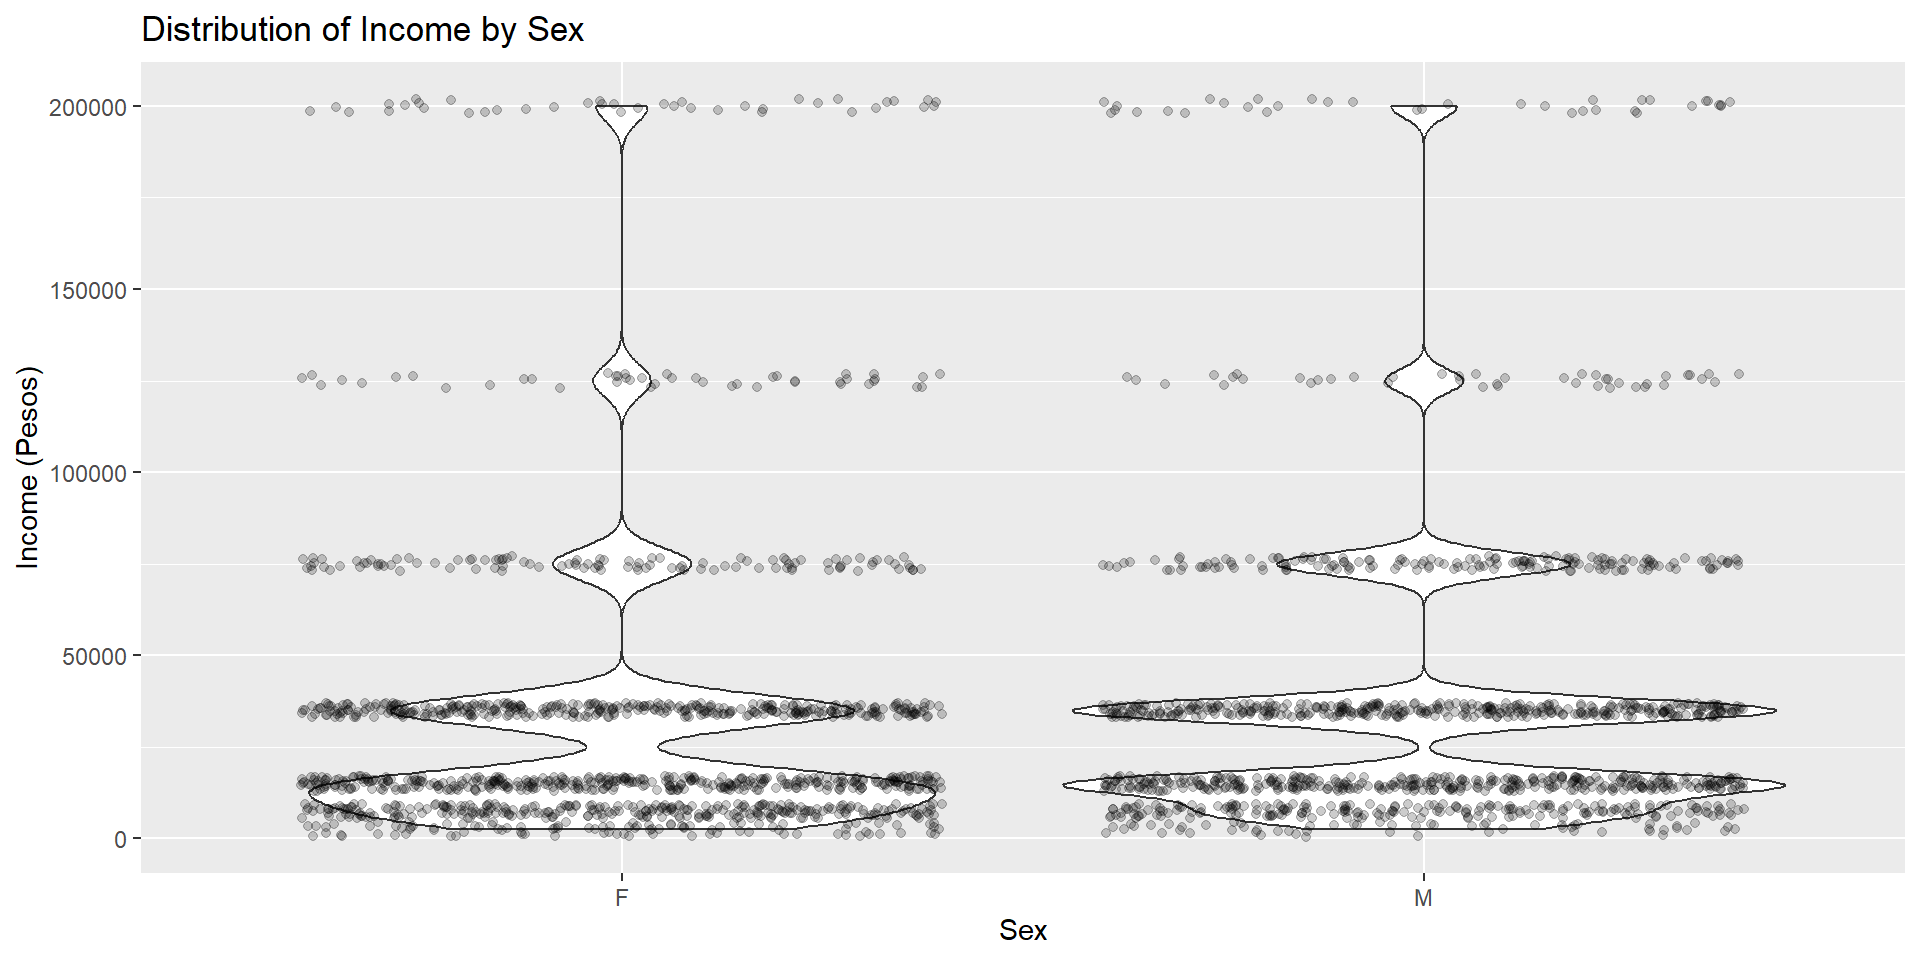 Distribution of Income by Sex
200000
150000
100000
50000
0
Income (Pesos)
F M
Sex